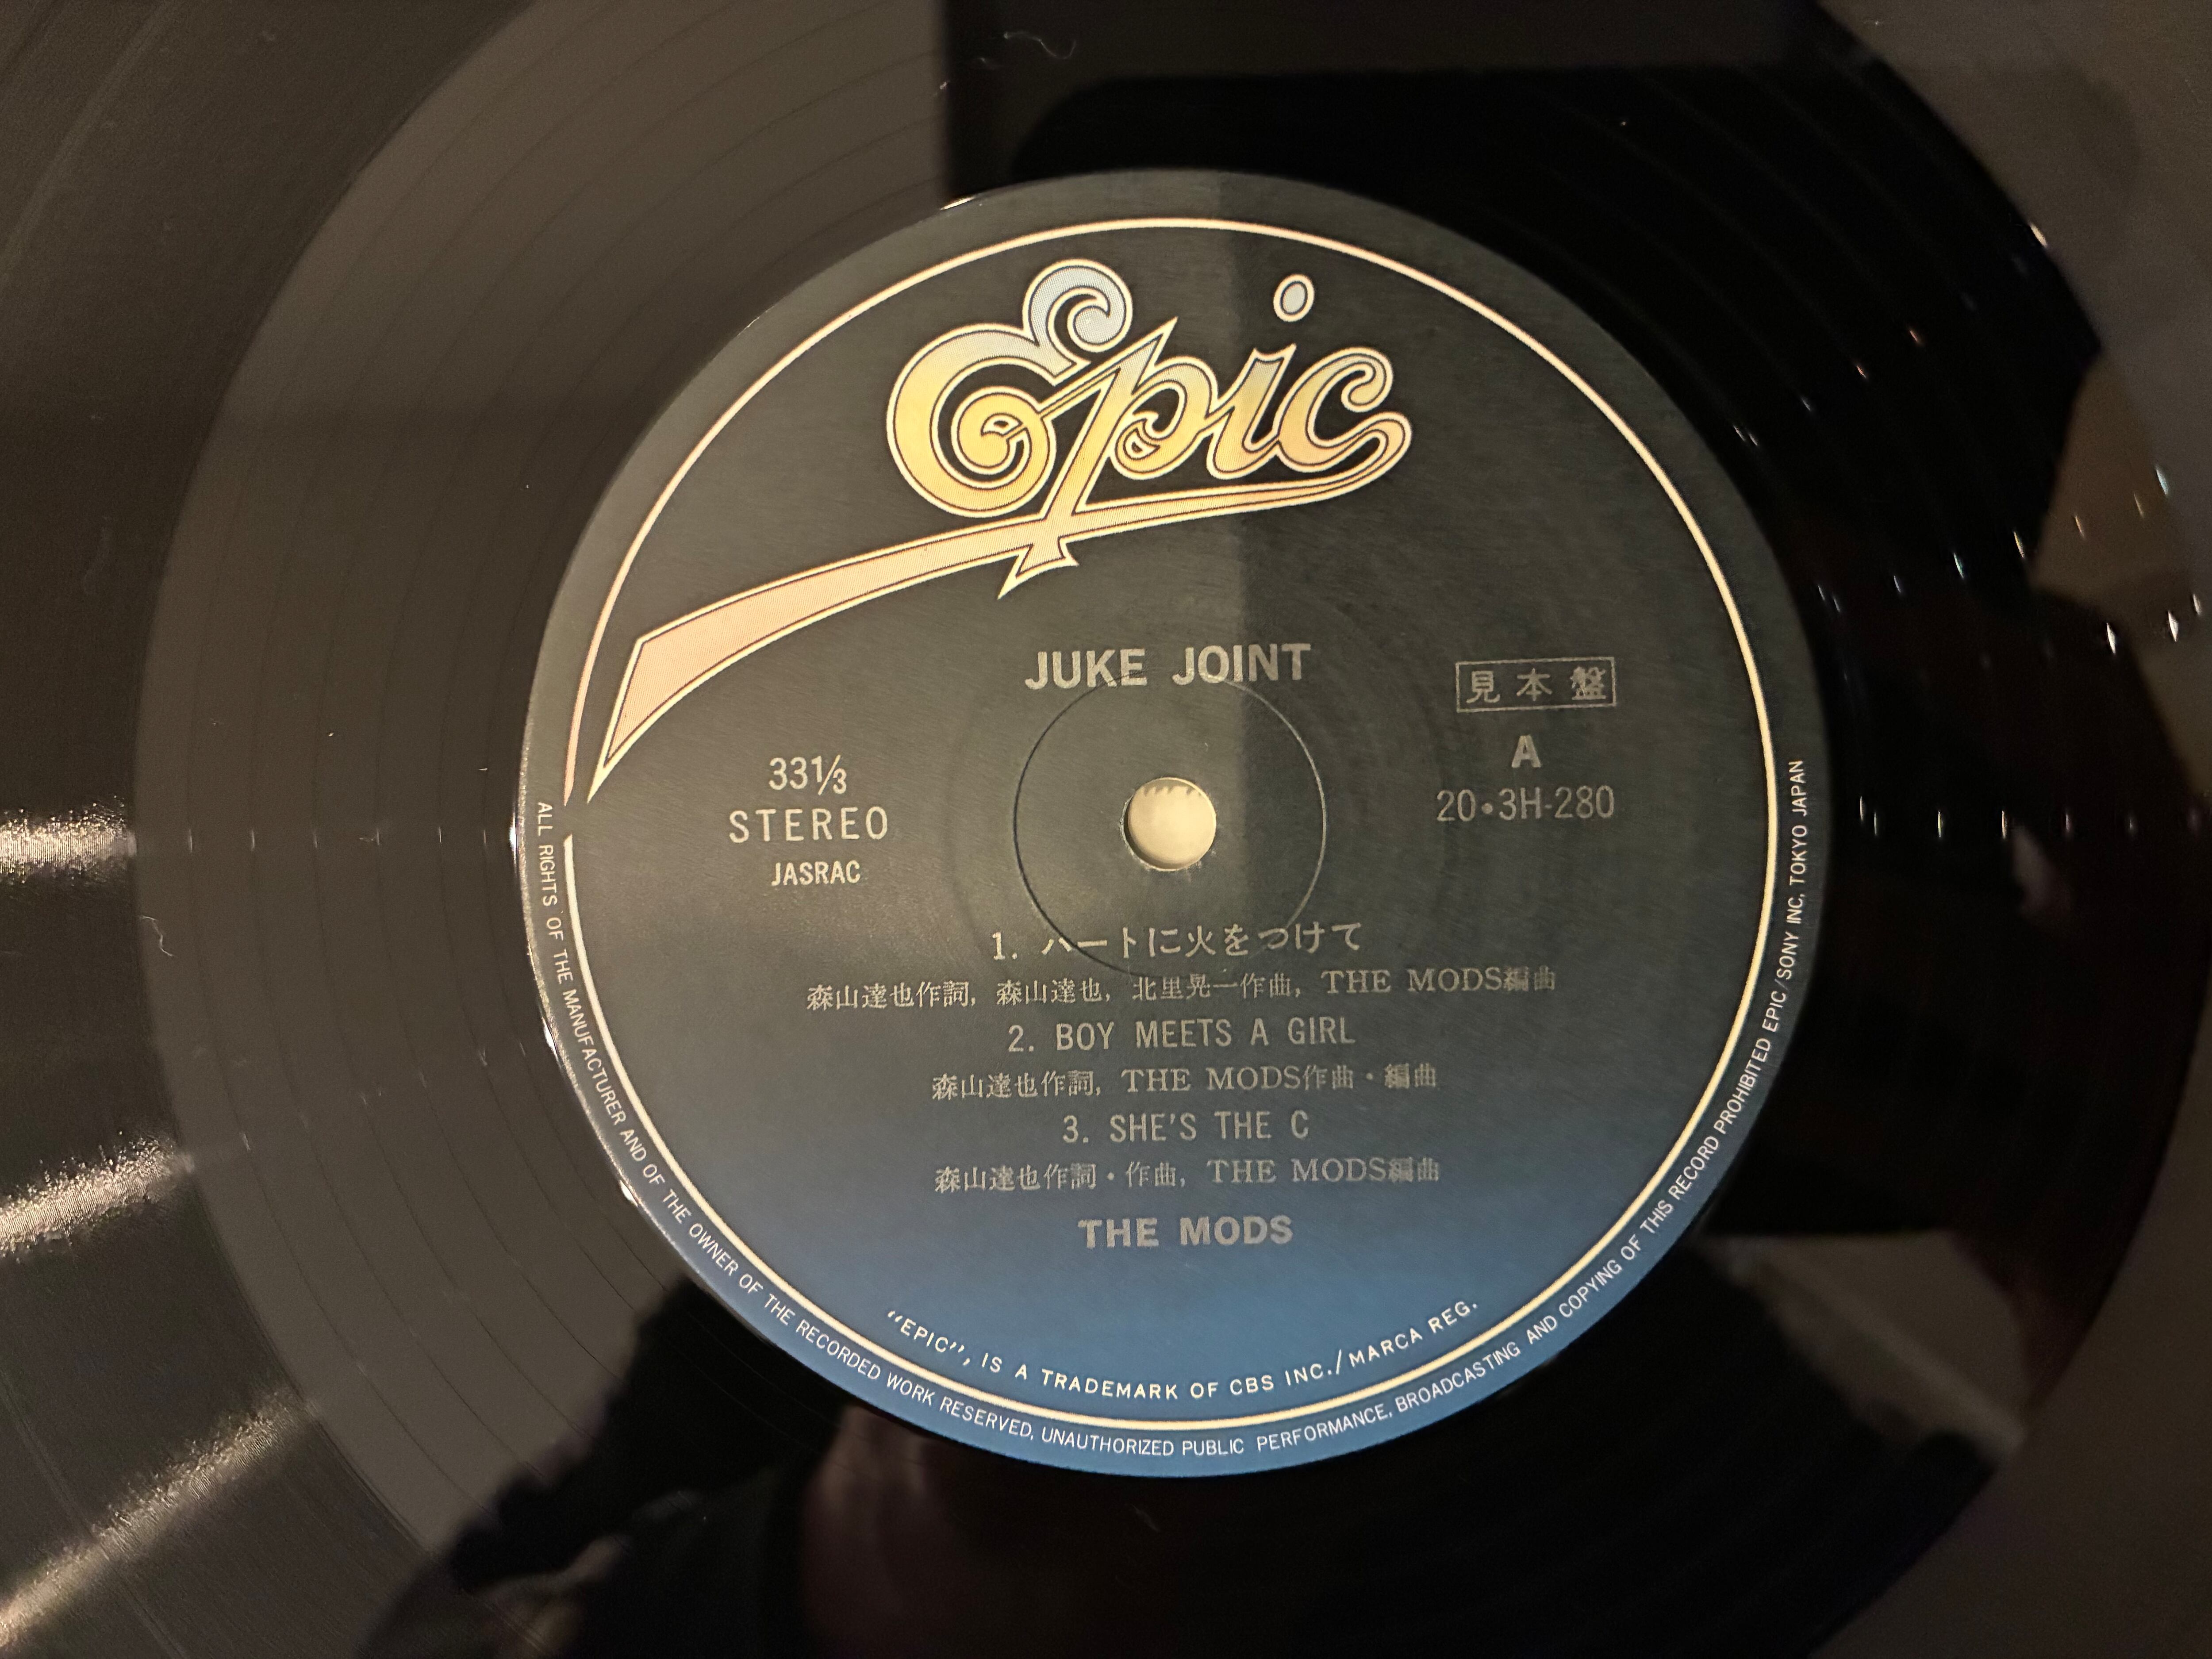 Epic
JUKE JOINT
見本盤
33⅓
A
STEREO
20•3H-280
JASRAC
1. ハートに火をつけて
森山達也作詞, 森山達也, 北里晃一作曲, THE MODS編曲
2. BOY MEETS A GIRL
森山達也作詞, THE MODS作曲・編曲
3. SHE'S THE C
森山達也作詞・作曲, THE MODS編曲
THE MODS
"EPIC", IS A TRADEMARK OF CBS INC./MARCA REG.
ALL RIGHTS OF THE MANUFACTURER AND OF THE OWNER OF THE RECORDED WORK RESERVED, UNAUTHORIZED PUBLIC PERFORMANCE, BROADCASTING AND COPYING OF THIS RECORD PROHIBITED EPIC/SONY INC, TOKYO JAPAN